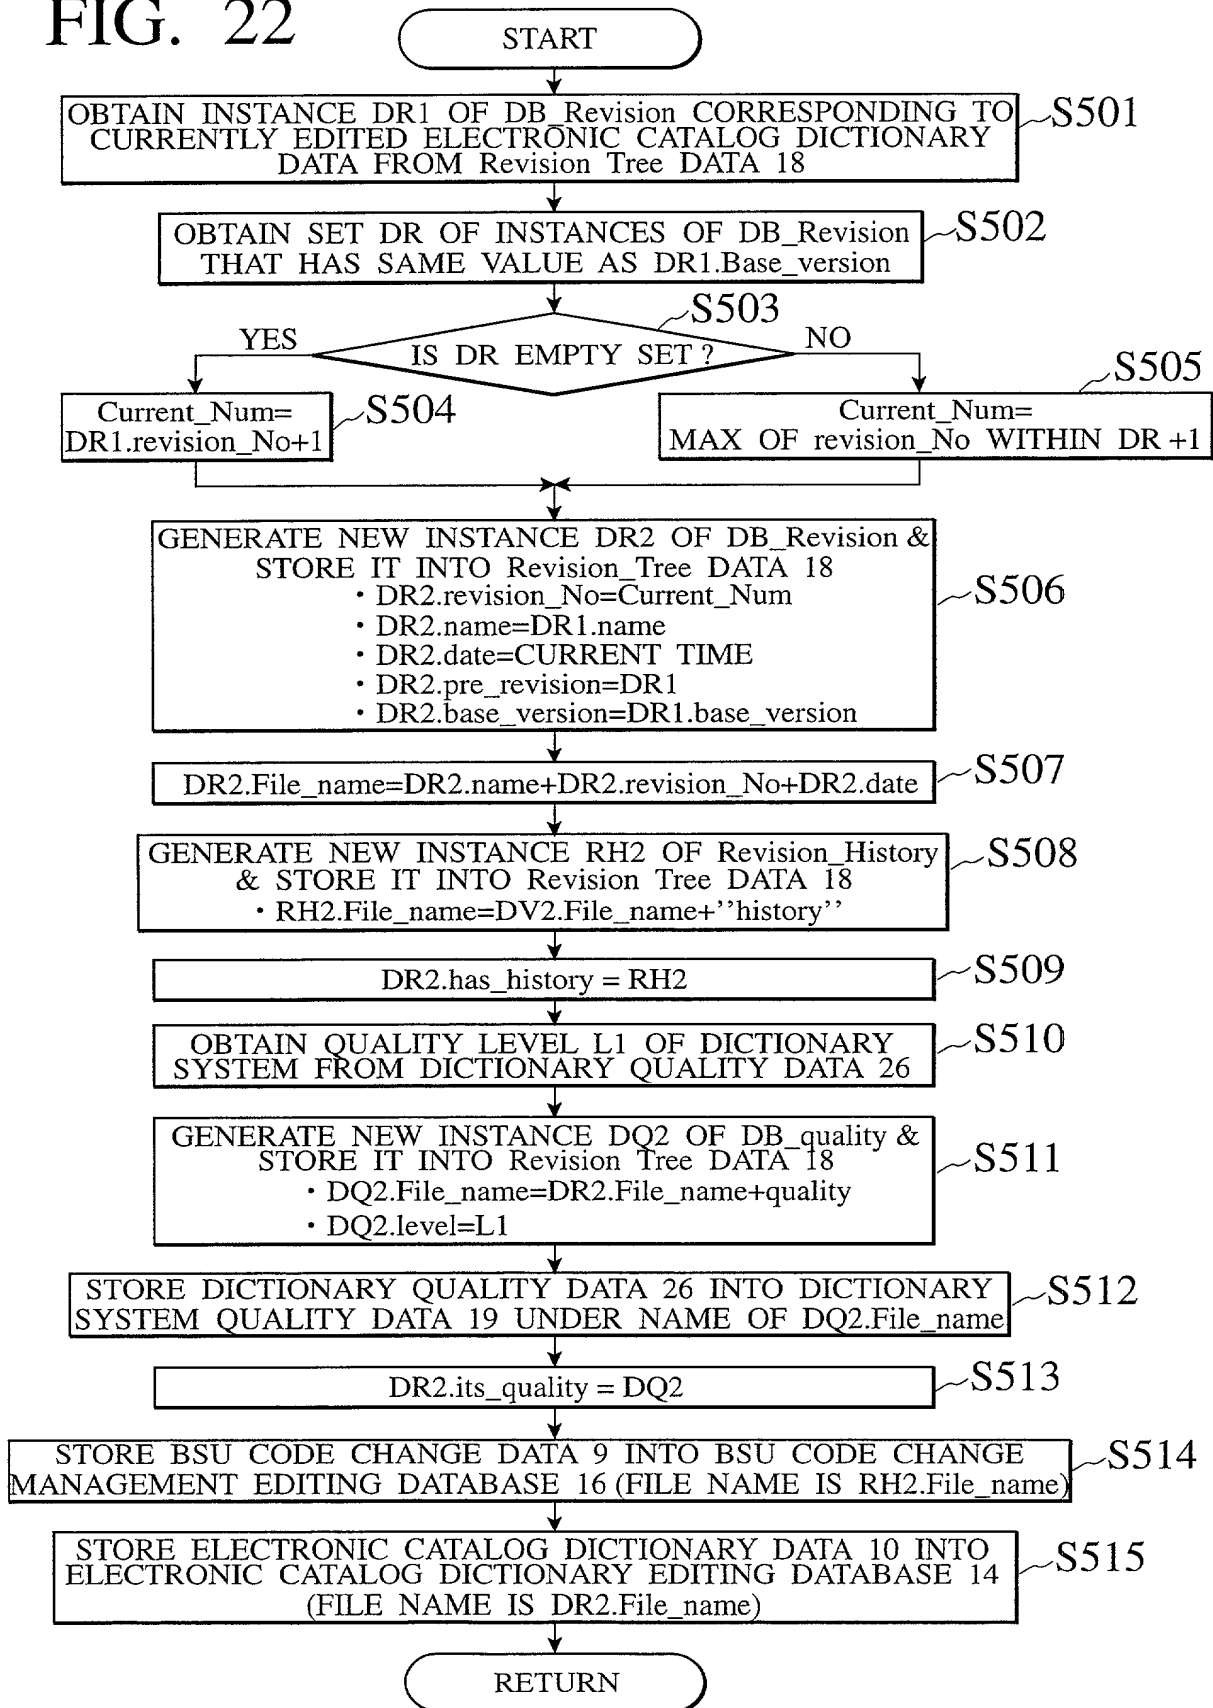 FIG. 22
START
OBTAIN INSTANCE DR1 OF DB_Revision CORRESPONDING TO
CURRENTLY EDITED ELECTRONIC CATALOG DICTIONARY
DATA FROM Revision Tree DATA 18
S501
OBTAIN SET DR OF INSTANCES OF DB_Revision
THAT HAS SAME VALUE AS DR1.Base_version
S502
S503
YES
IS DR EMPTY SET ?
NO
Current_Num=
DR1.revision_No+1
S504
S505
Current_Num=
MAX OF revision_No WITHIN DR +1
GENERATE NEW INSTANCE DR2 OF DB_Revision &
STORE IT INTO Revision_Tree DATA 18
・DR2.revision_No=Current_Num
・DR2.name=DR1.name
・DR2.date=CURRENT TIME
・DR2.pre_revision=DR1
・DR2.base_version=DR1.base_version
S506
DR2.File_name=DR2.name+DR2.revision_No+DR2.date
S507
GENERATE NEW INSTANCE RH2 OF Revision_History
& STORE IT INTO Revision Tree DATA 18
・RH2.File_name=DV2.File_name+''history''
S508
DR2.has_history = RH2
S509
OBTAIN QUALITY LEVEL L1 OF DICTIONARY
SYSTEM FROM DICTIONARY QUALITY DATA 26
S510
GENERATE NEW INSTANCE DQ2 OF DB_quality &
STORE IT INTO Revision Tree DATA 18
・DQ2.File_name=DR2.File_name+quality
・DQ2.level=L1
S511
STORE DICTIONARY QUALITY DATA 26 INTO DICTIONARY
SYSTEM QUALITY DATA 19 UNDER NAME OF DQ2.File_name
S512
DR2.its_quality = DQ2
S513
STORE BSU CODE CHANGE DATA 9 INTO BSU CODE CHANGE
MANAGEMENT EDITING DATABASE 16 (FILE NAME IS RH2.File_name)
S514
STORE ELECTRONIC CATALOG DICTIONARY DATA 10 INTO
ELECTRONIC CATALOG DICTIONARY EDITING DATABASE 14
(FILE NAME IS DR2.File_name)
S515
RETURN